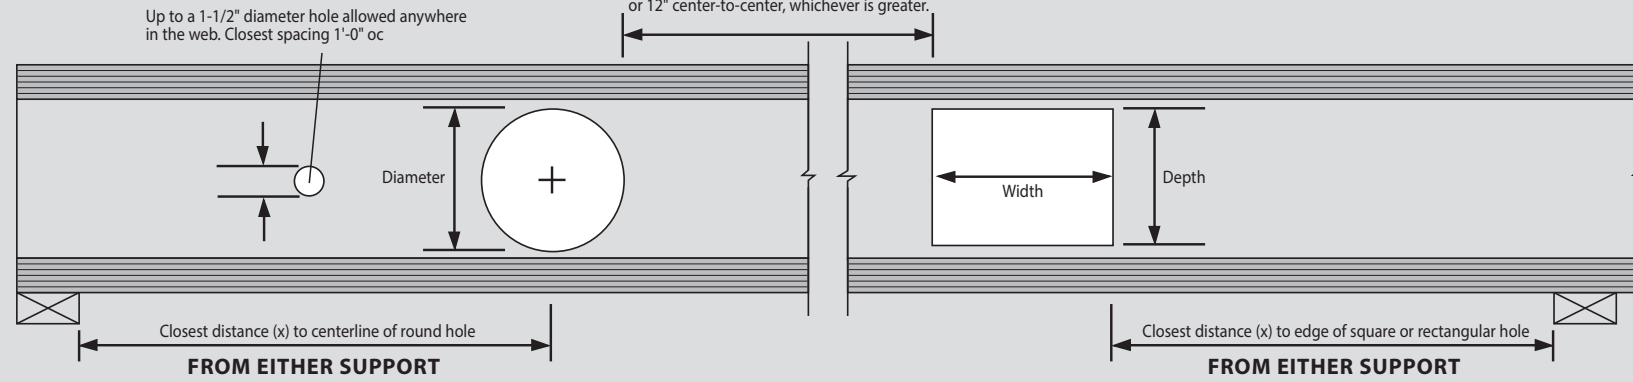 Up to a 1-1/2" diameter hole allowed anywhere
in the web. Closest spacing 1'-0" oc
or 12" center-to-center, whichever is greater.
Diameter
Width
Depth
Closest distance (x) to centerline of round hole
FROM EITHER SUPPORT
Closest distance (x) to edge of square or rectangular hole
FROM EITHER SUPPORT